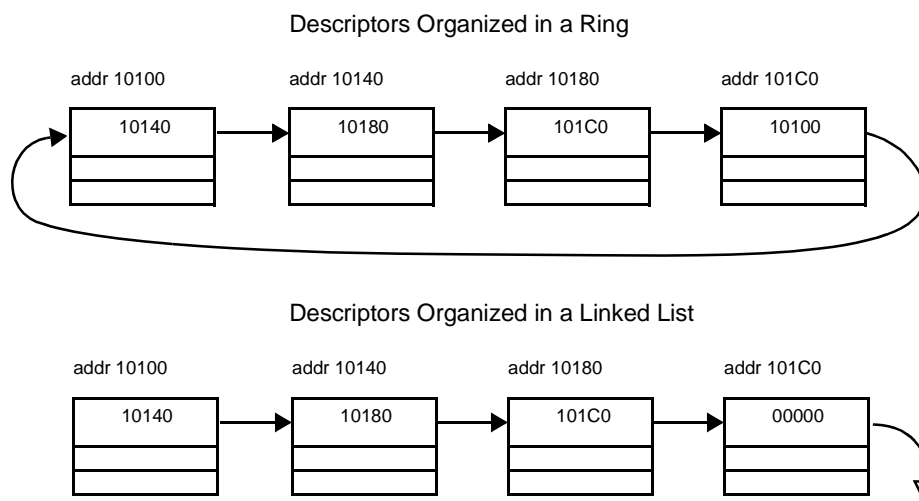 Descriptors Organized in a Ring
addr 10100 addr 10140 addr 10180 addr 101C0
10140 10180 101C0 10100
Descriptors Organized in a Linked List
addr 10100 addr 10140 addr 10180 addr 101C0
10140 10180 101C0 00000